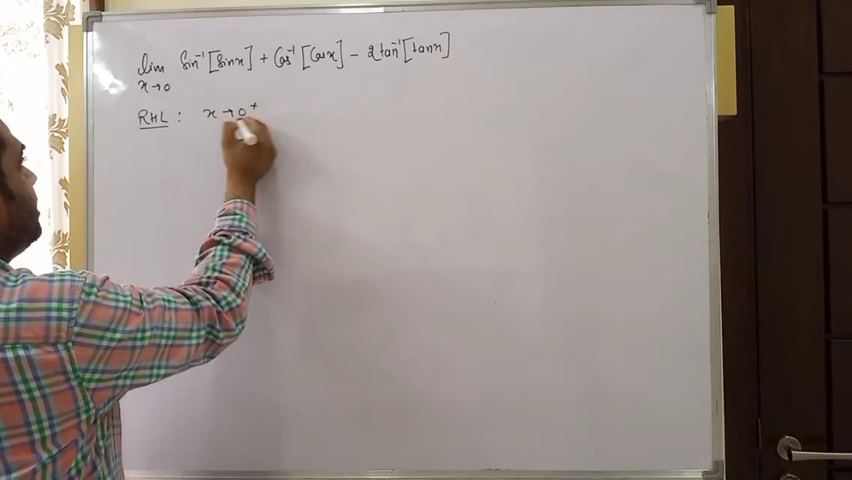 lim x→0 Sin⁻¹[Sinx] + Cos⁻¹[Cosx] − 2tan⁻¹[tanx]
RHL : x→0⁺